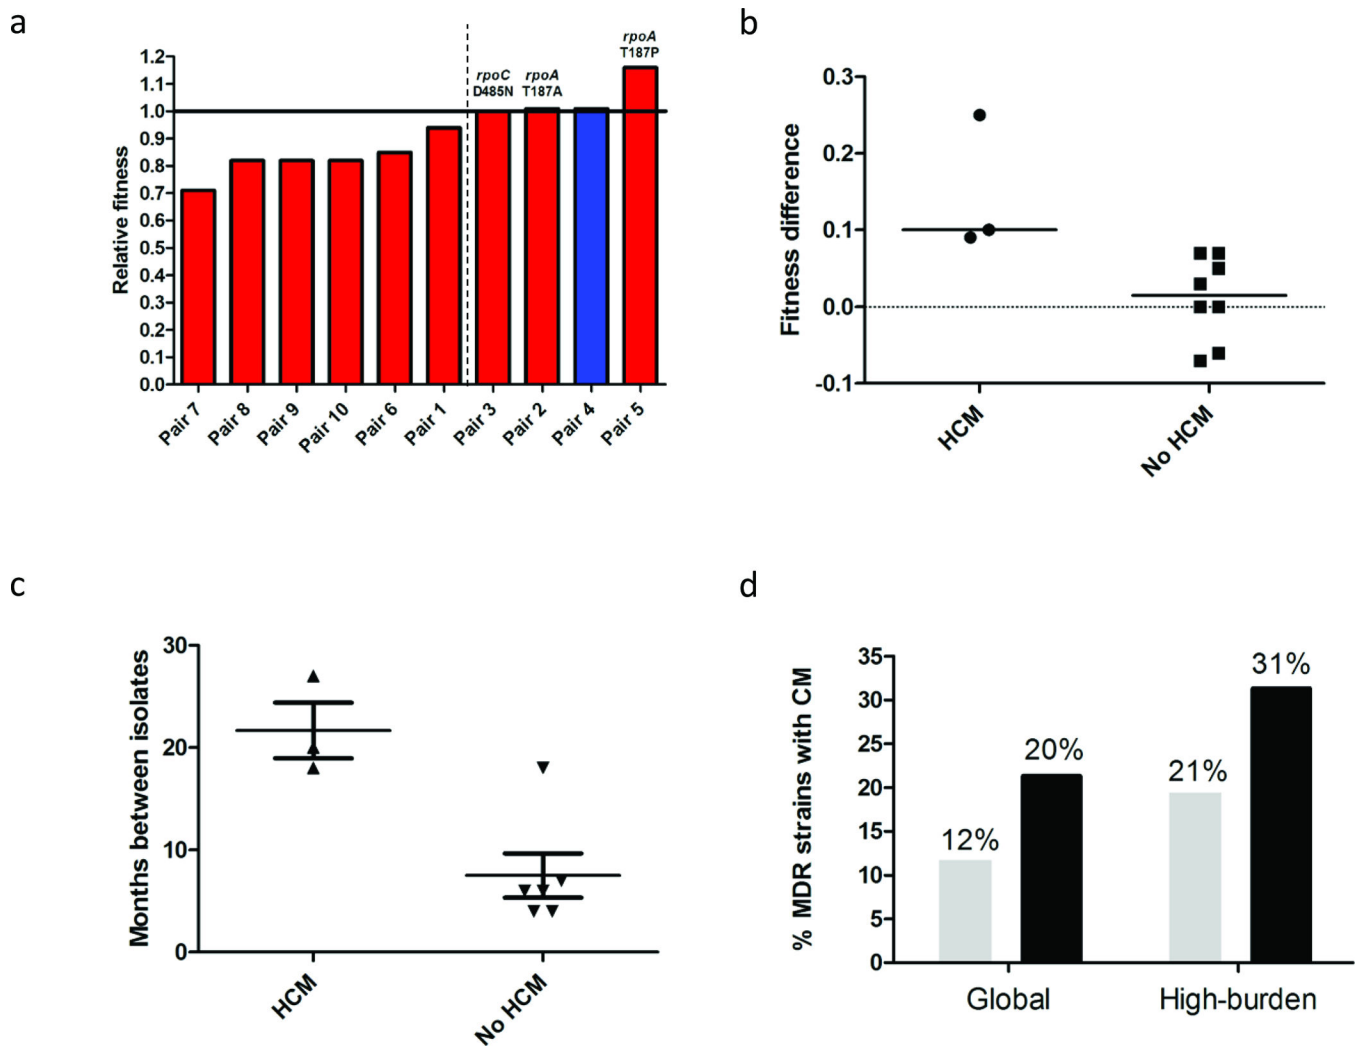 a
rpoA
T187P
rpoC
D485N
rpoA
T187A
1.2
1.1
1.0
0.9
0.8
0.7
0.6
0.5
0.4
0.3
0.2
0.1
0.0
Relative fitness
Pair 7
Pair 8
Pair 9
Pair 10
Pair 6
Pair 1
Pair 3
Pair 2
Pair 4
Pair 5
b
0.3
0.2
0.1
0.0
-0.1
Fitness difference
HCM
No HCM
c
30
20
10
0
Months between isolates
HCM
No HCM
d
35
30
25
20
15
10
5
0
% MDR strains with CM
12%
20%
21%
31%
Global
High-burden